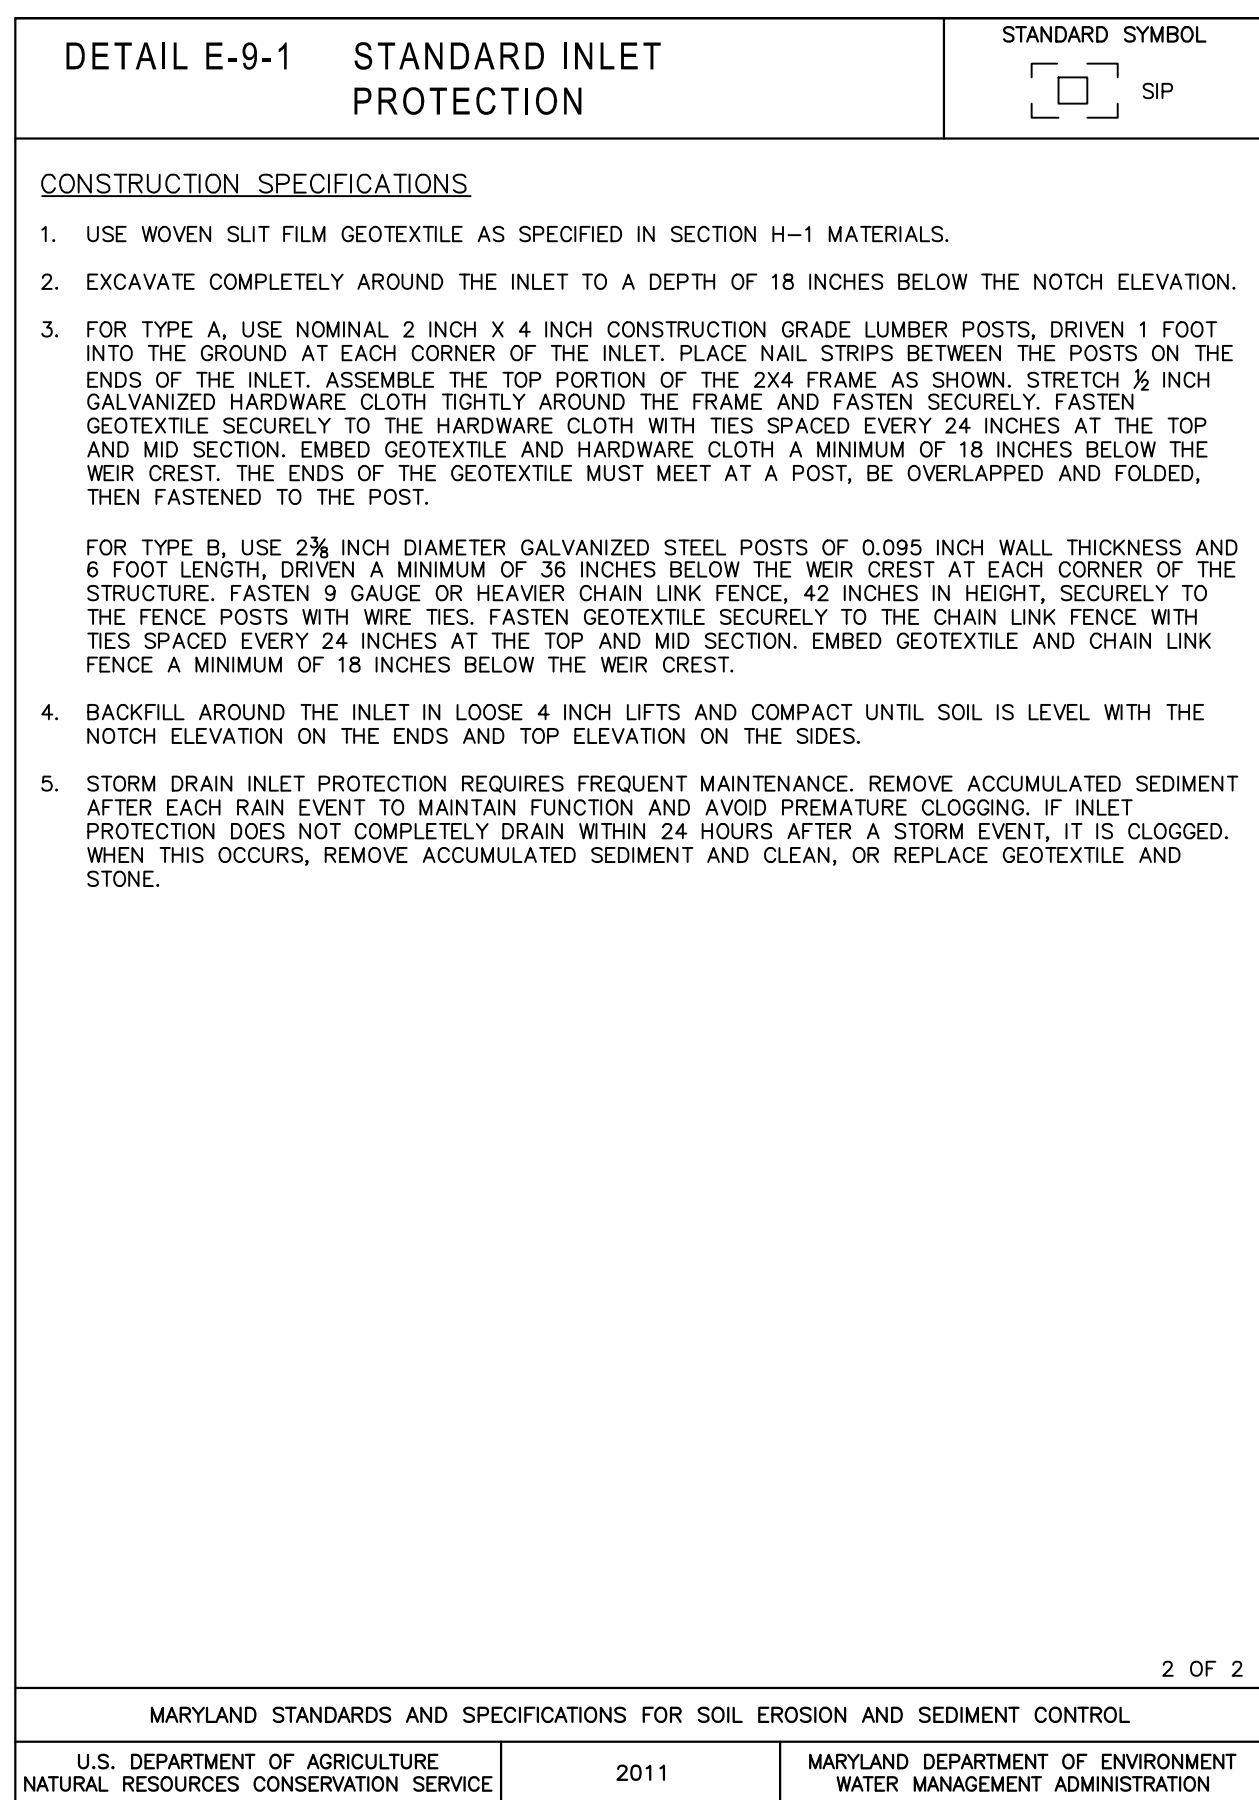 DETAIL E-9-1 STANDARD INLET
PROTECTION
STANDARD SYMBOL
SIP
CONSTRUCTION SPECIFICATIONS
1. USE WOVEN SLIT FILM GEOTEXTILE AS SPECIFIED IN SECTION H–1 MATERIALS.
2. EXCAVATE COMPLETELY AROUND THE INLET TO A DEPTH OF 18 INCHES BELOW THE NOTCH ELEVATION.
3. FOR TYPE A, USE NOMINAL 2 INCH X 4 INCH CONSTRUCTION GRADE LUMBER POSTS, DRIVEN 1 FOOT
INTO THE GROUND AT EACH CORNER OF THE INLET. PLACE NAIL STRIPS BETWEEN THE POSTS ON THE
ENDS OF THE INLET. ASSEMBLE THE TOP PORTION OF THE 2X4 FRAME AS SHOWN. STRETCH ½ INCH
GALVANIZED HARDWARE CLOTH TIGHTLY AROUND THE FRAME AND FASTEN SECURELY. FASTEN
GEOTEXTILE SECURELY TO THE HARDWARE CLOTH WITH TIES SPACED EVERY 24 INCHES AT THE TOP
AND MID SECTION. EMBED GEOTEXTILE AND HARDWARE CLOTH A MINIMUM OF 18 INCHES BELOW THE
WEIR CREST. THE ENDS OF THE GEOTEXTILE MUST MEET AT A POST, BE OVERLAPPED AND FOLDED,
THEN FASTENED TO THE POST.
FOR TYPE B, USE 2⅜ INCH DIAMETER GALVANIZED STEEL POSTS OF 0.095 INCH WALL THICKNESS AND
6 FOOT LENGTH, DRIVEN A MINIMUM OF 36 INCHES BELOW THE WEIR CREST AT EACH CORNER OF THE
STRUCTURE. FASTEN 9 GAUGE OR HEAVIER CHAIN LINK FENCE, 42 INCHES IN HEIGHT, SECURELY TO
THE FENCE POSTS WITH WIRE TIES. FASTEN GEOTEXTILE SECURELY TO THE CHAIN LINK FENCE WITH
TIES SPACED EVERY 24 INCHES AT THE TOP AND MID SECTION. EMBED GEOTEXTILE AND CHAIN LINK
FENCE A MINIMUM OF 18 INCHES BELOW THE WEIR CREST.
4. BACKFILL AROUND THE INLET IN LOOSE 4 INCH LIFTS AND COMPACT UNTIL SOIL IS LEVEL WITH THE
NOTCH ELEVATION ON THE ENDS AND TOP ELEVATION ON THE SIDES.
5. STORM DRAIN INLET PROTECTION REQUIRES FREQUENT MAINTENANCE. REMOVE ACCUMULATED SEDIMENT
AFTER EACH RAIN EVENT TO MAINTAIN FUNCTION AND AVOID PREMATURE CLOGGING. IF INLET
PROTECTION DOES NOT COMPLETELY DRAIN WITHIN 24 HOURS AFTER A STORM EVENT, IT IS CLOGGED.
WHEN THIS OCCURS, REMOVE ACCUMULATED SEDIMENT AND CLEAN, OR REPLACE GEOTEXTILE AND
STONE.
2 OF 2
MARYLAND STANDARDS AND SPECIFICATIONS FOR SOIL EROSION AND SEDIMENT CONTROL
U.S. DEPARTMENT OF AGRICULTURE
NATURAL RESOURCES CONSERVATION SERVICE
2011
MARYLAND DEPARTMENT OF ENVIRONMENT
WATER MANAGEMENT ADMINISTRATION